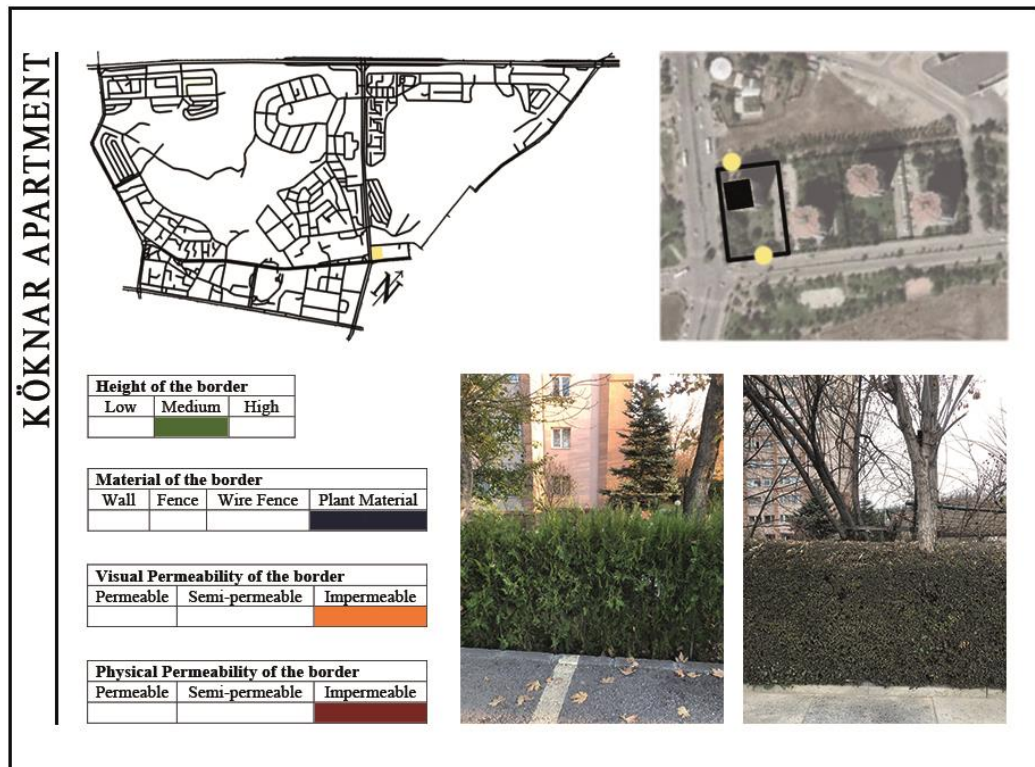 KÖKNAR APARTMENT
N
Height of the border
Low Medium High
Material of the border
Wall Fence Wire Fence Plant Material
Visual Permeability of the border
Permeable Semi-permeable Impermeable
Physical Permeability of the border
Permeable Semi-permeable Impermeable